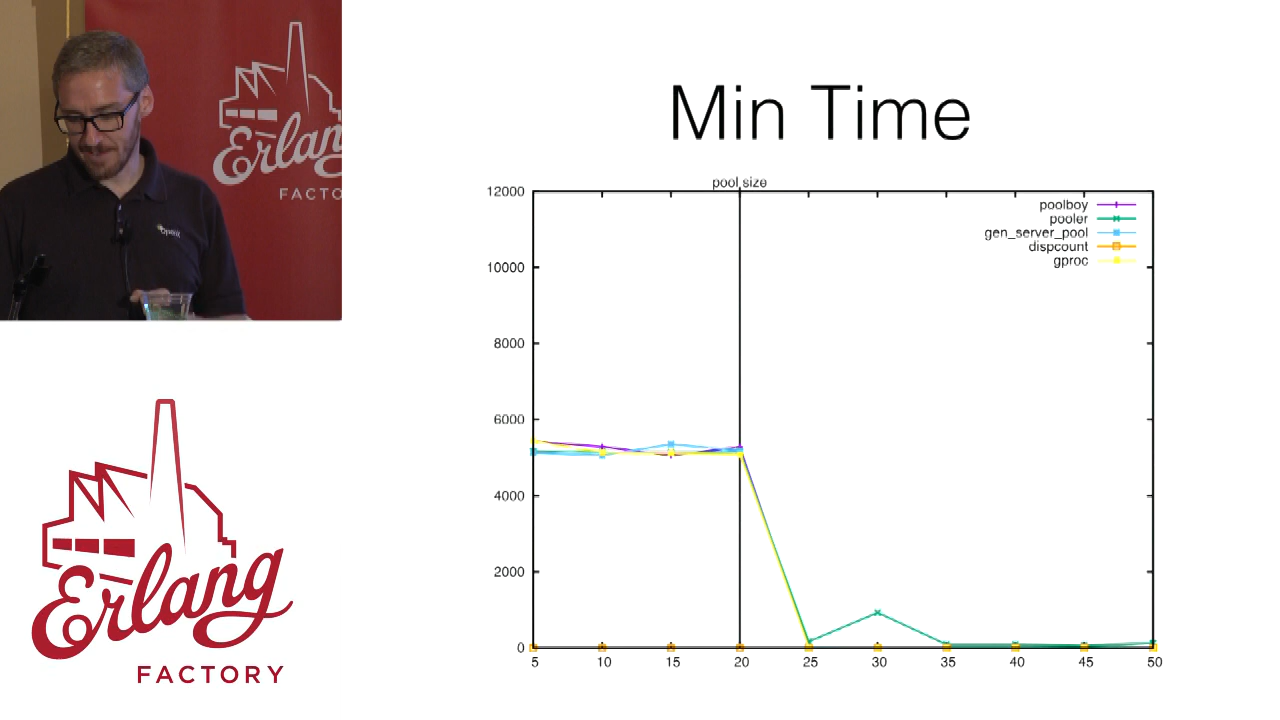 Erlang
FACTO
Min Time
pool size
poolboy
pooler
gen_server_pool
dispcount
gproc
12000
10000
8000
6000
4000
2000
0
5 10 15 20 25 30 35 40 45 50
Erlang
FACTORY